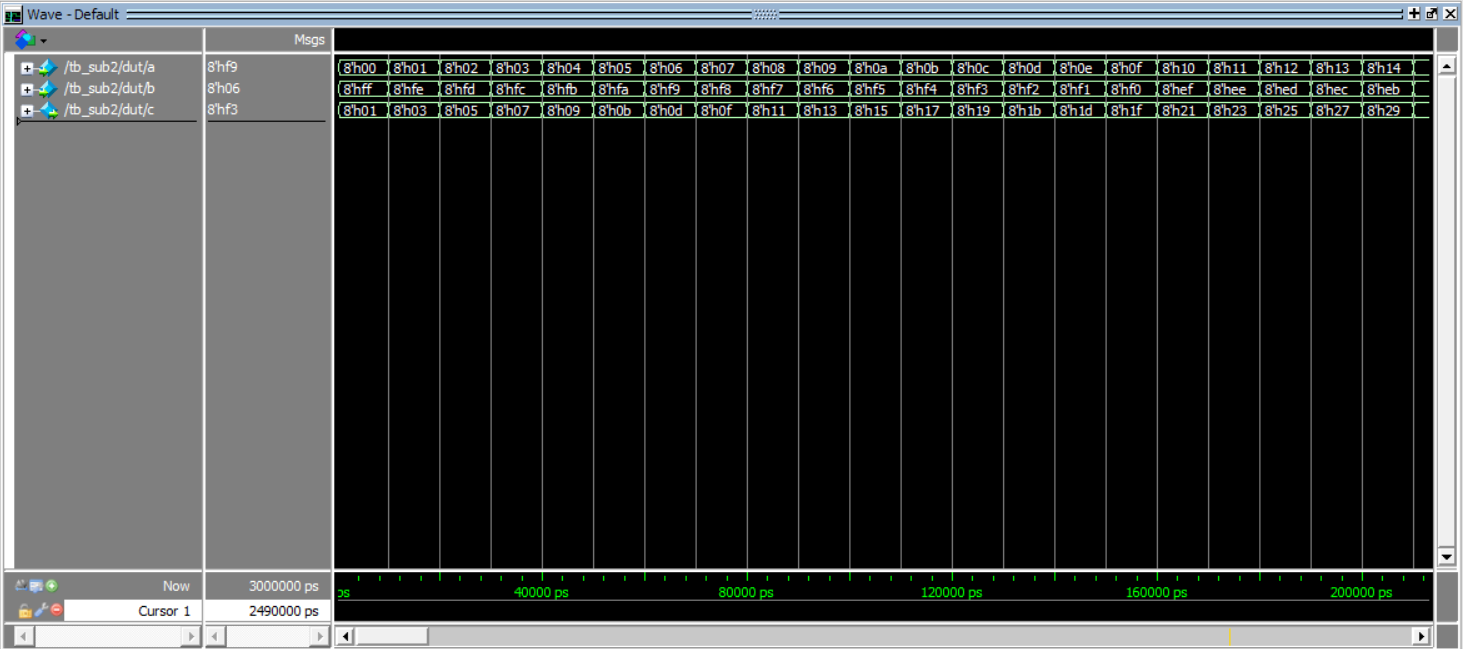 Wave - Default
Msgs
/tb_sub2/dut/a 8'hf9 8'h00 8'h01 8'h02 8'h03 8'h04 8'h05 8'h06 8'h07 8'h08 8'h09 8'h0a 8'h0b 8'h0c 8'h0d 8'h0e 8'h0f 8'h10 8'h11 8'h12 8'h13 8'h14
/tb_sub2/dut/b 8'h06 8'hff 8'hfe 8'hfd 8'hfc 8'hfb 8'hfa 8'hf9 8'hf8 8'hf7 8'hf6 8'hf5 8'hf4 8'hf3 8'hf2 8'hf1 8'hf0 8'hef 8'hee 8'hed 8'hec 8'heb
/tb_sub2/dut/c 8'hf3 8'h01 8'h03 8'h05 8'h07 8'h09 8'h0b 8'h0d 8'h0f 8'h11 8'h13 8'h15 8'h17 8'h19 8'h1b 8'h1d 8'h1f 8'h21 8'h23 8'h25 8'h27 8'h29
Now 3000000 ps ps 40000 ps 80000 ps 120000 ps 160000 ps 200000 ps
Cursor 1 2490000 ps